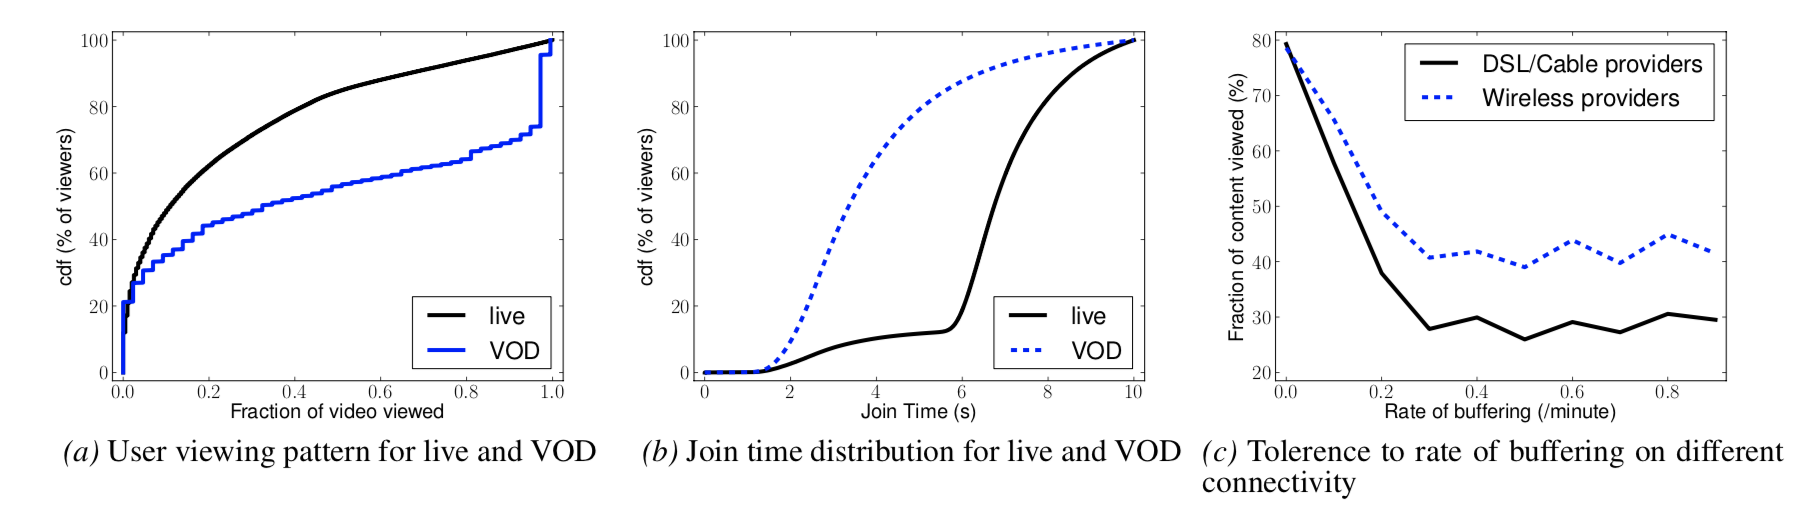 100
80
60
40
20
0
cdf (% of viewers)
live
VOD
0.0 0.2 0.4 0.6 0.8 1.0
Fraction of video viewed
(a) User viewing pattern for live and VOD
100
80
60
40
20
0
cdf (% of viewers)
live
VOD
0 2 4 6 8 10
Join Time (s)
(b) Join time distribution for live and VOD
80
70
60
50
40
30
20
Fraction of content viewed (%)
DSL/Cable providers
Wireless providers
0.0 0.2 0.4 0.6 0.8
Rate of buffering (/minute)
(c) Tolerence to rate of buffering on different
connectivity